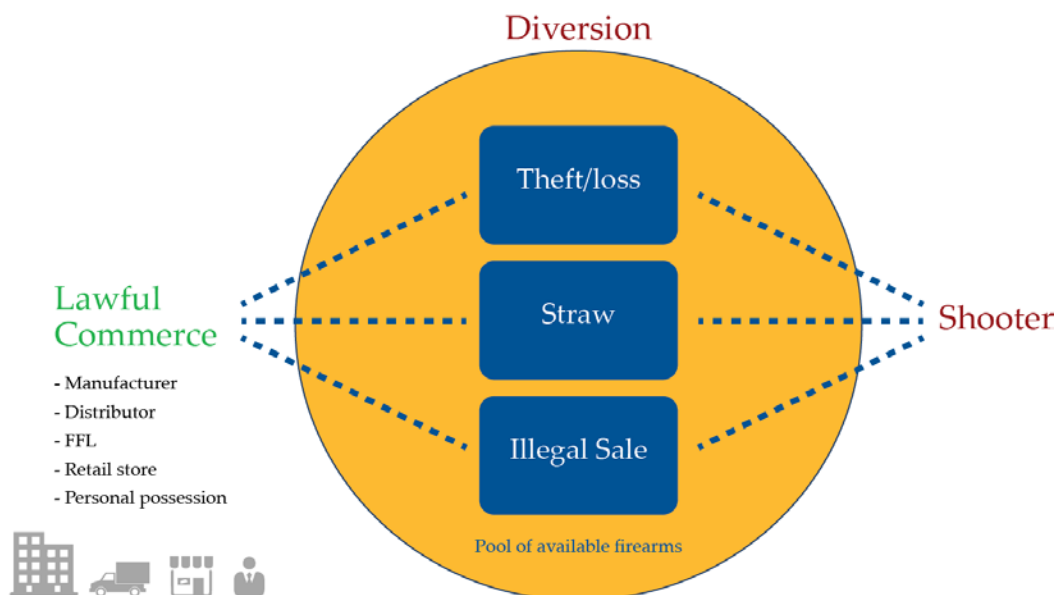 Diversion
Theft/loss
Lawful
Commerce
- Manufacturer
- Distributor
- FFL
- Retail store
- Personal possession
Straw
Shooter
Illegal Sale
Pool of available firearms